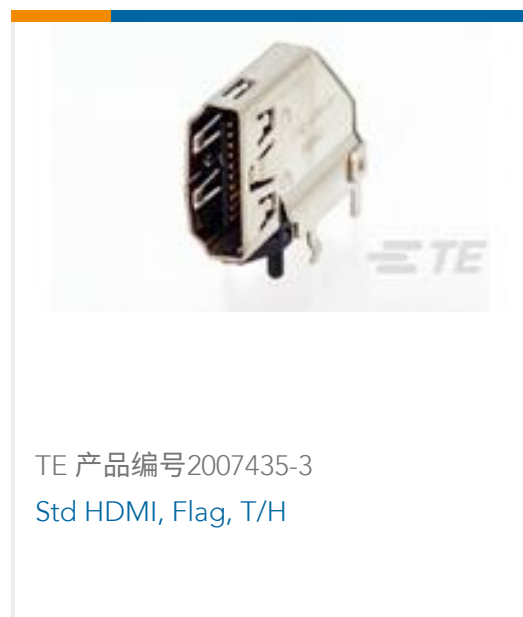 TE
TE 产品编号2007435-3
Std HDMI, Flag, T/H